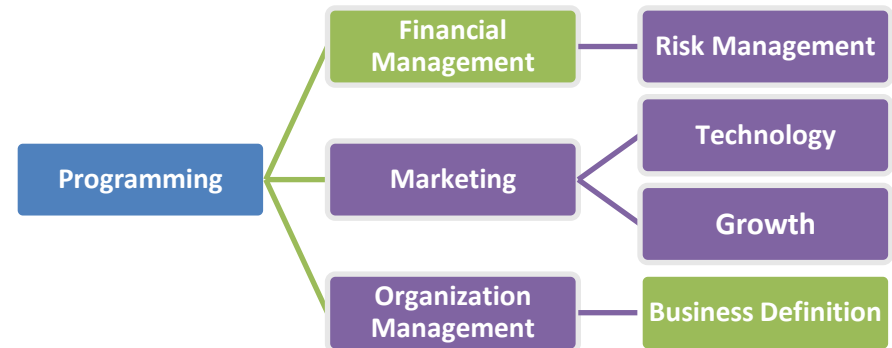 Financial
Management
Risk Management
Technology
Programming
Marketing
Growth
Organization
Management
Business Definition